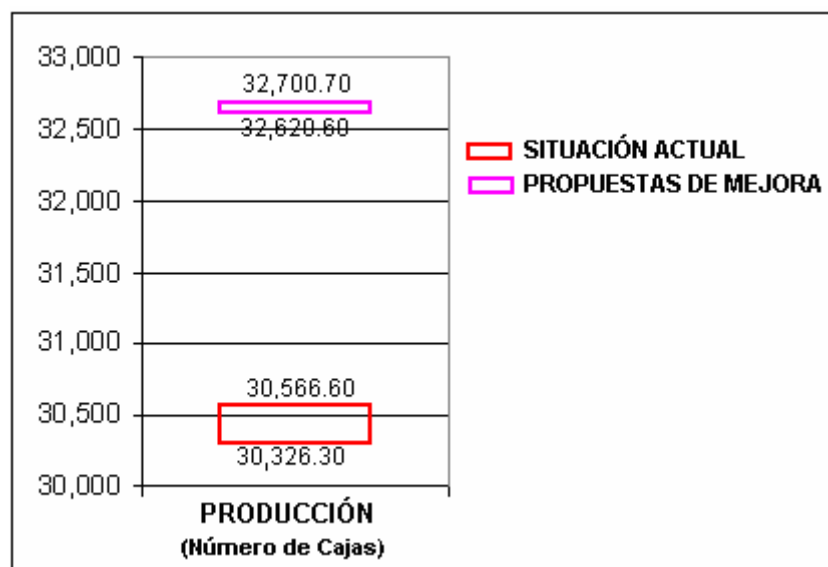 33,000
32,500
32,000
31,500
31,000
30,500
30,000
32,700.70
32,620.60
30,566.60
30,326.30
PRODUCCIÓN
(Número de Cajas)
SITUACIÓN ACTUAL
PROPUESTAS DE MEJORA